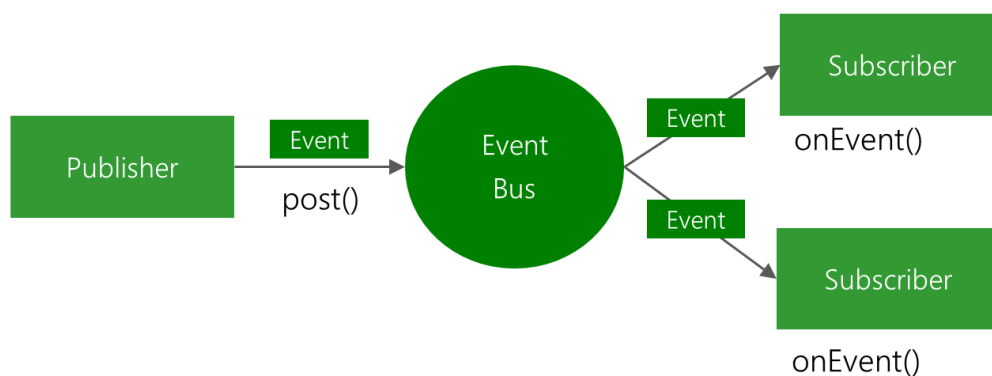 Publisher
Event
post()
Event
Bus
Event
Subscriber
onEvent()
Event
Subscriber
onEvent()